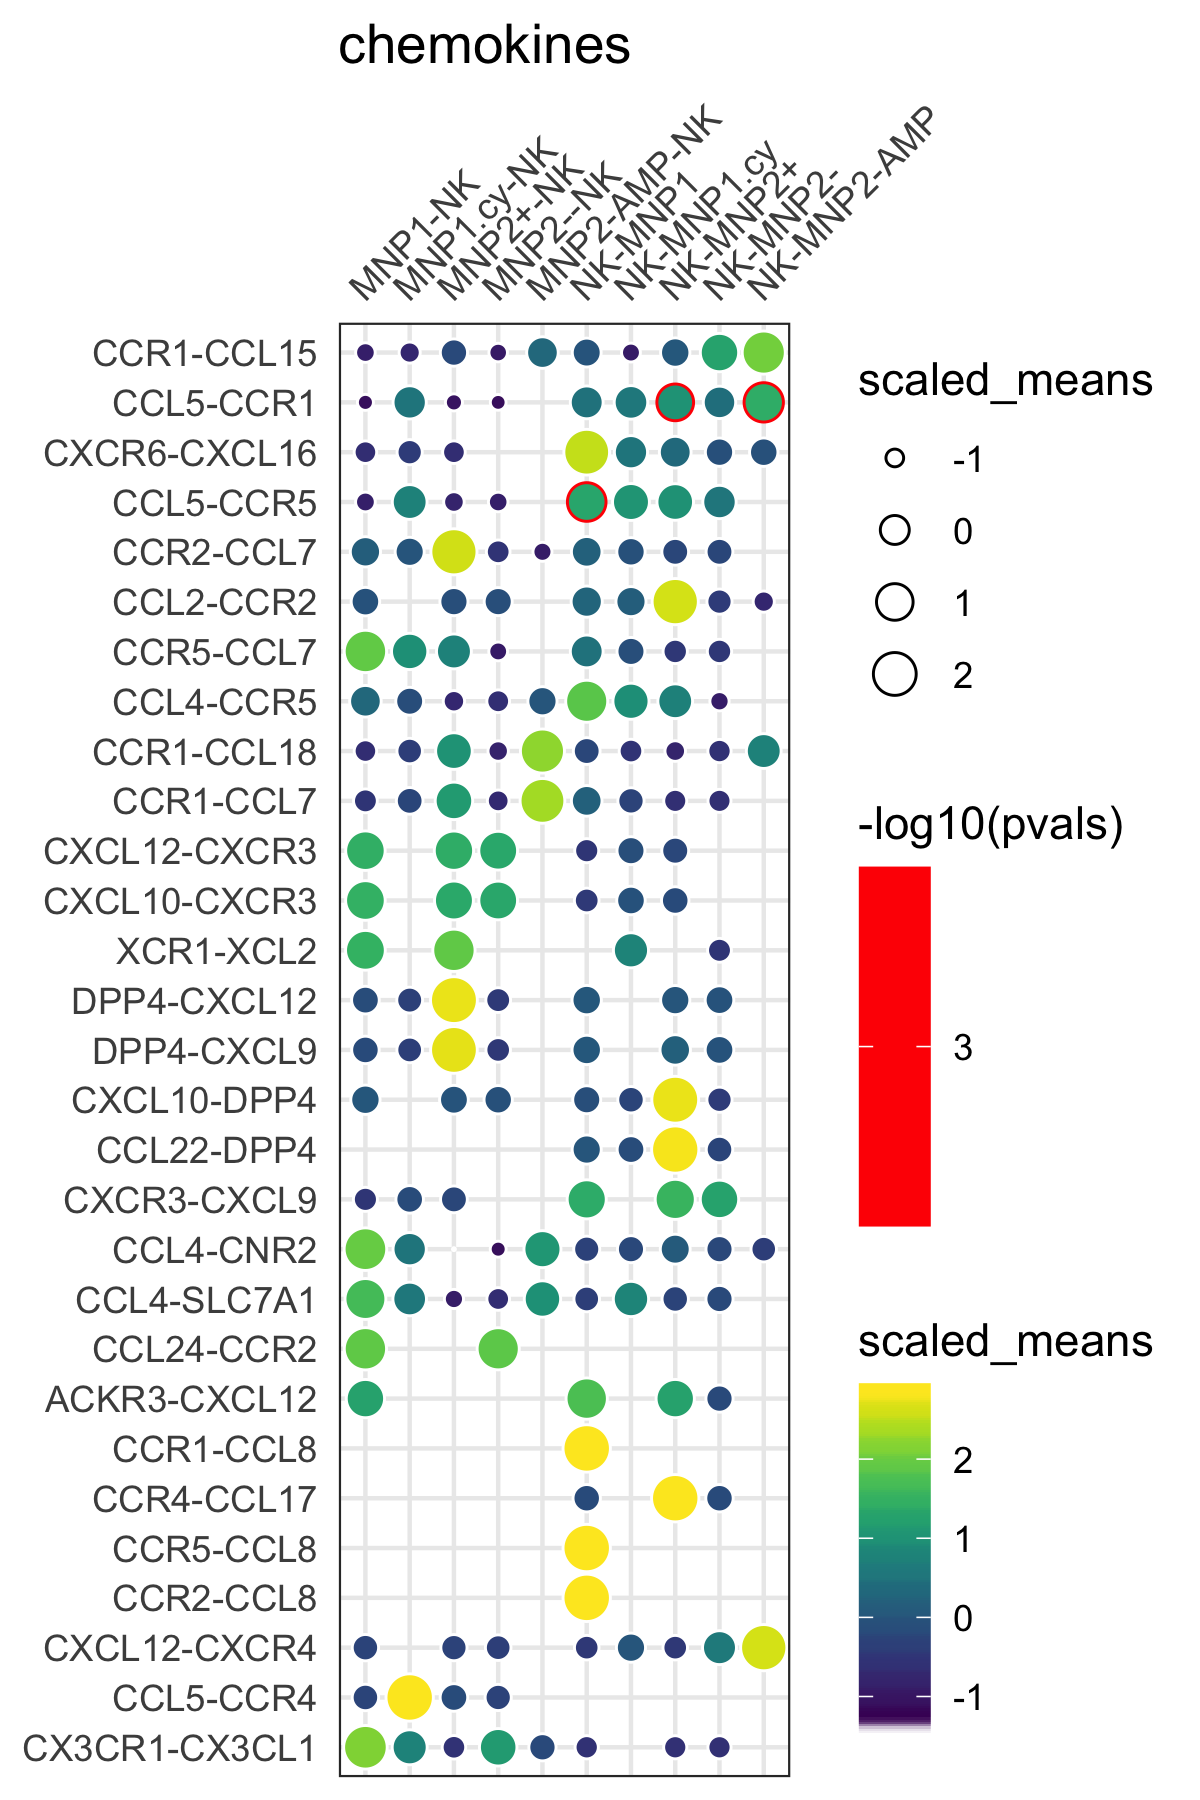 chemokines
MNP1-NK
MNP1.cy-NK
MNP2+-NK
MNP2--NK
MNP2-AMP-NK
NK-MNP1
NK-MNP1.cy
NK-MNP2+
NK-MNP2-
NK-MNP2-AMP
CCR1-CCL15
CCL5-CCR1
CXCR6-CXCL16
CCL5-CCR5
CCR2-CCL7
CCL2-CCR2
CCR5-CCL7
CCL4-CCR5
CCR1-CCL18
CCR1-CCL7
CXCL12-CXCR3
CXCL10-CXCR3
XCR1-XCL2
DPP4-CXCL12
DPP4-CXCL9
CXCL10-DPP4
CCL22-DPP4
CXCR3-CXCL9
CCL4-CNR2
CCL4-SLC7A1
CCL24-CCR2
ACKR3-CXCL12
CCR1-CCL8
CCR4-CCL17
CCR5-CCL8
CCR2-CCL8
CXCL12-CXCR4
CCL5-CCR4
CX3CR1-CX3CL1
scaled_means
-1
0
1
2
-log10(pvals)
3
scaled_means
2
1
0
-1